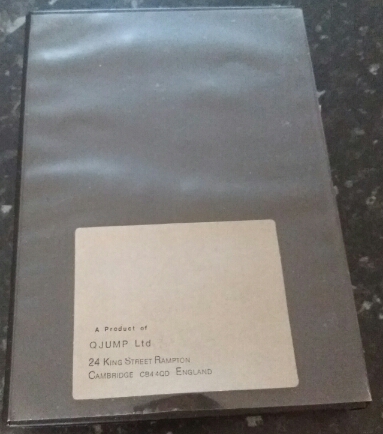 A Product of
QJUMP Ltd
24 KING STREET RAMPTON
CAMBRIDGE CB4 4QD ENGLAND